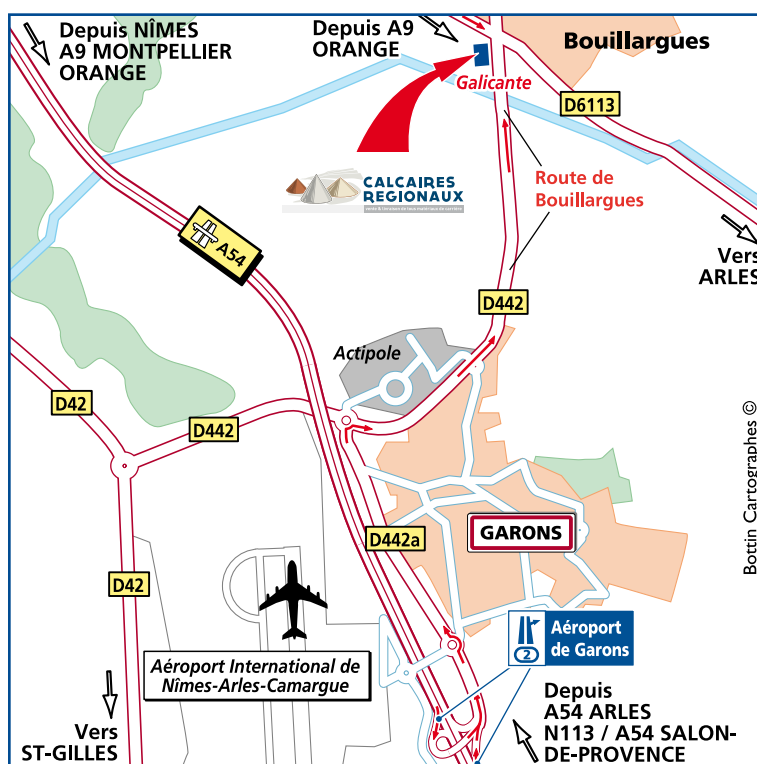 Depuis NÎMES
A9 MONTPELLIER
ORANGE
Depuis A9
ORANGE
Bouillargues
Galicante
D6113
CALCAIRES
REGIONAUX
Route de
Bouillargues
A54
Vers
ARLES
D442
Actipole
D42
D442
Bottin Cartographes ©
D442a
GARONS
D42
Aéroport
de Garons
2
Aéroport International de
Nîmes-Arles-Camargue
Depuis
A54 ARLES
N113 / A54 SALON-
DE-PROVENCE
Vers
ST-GILLES